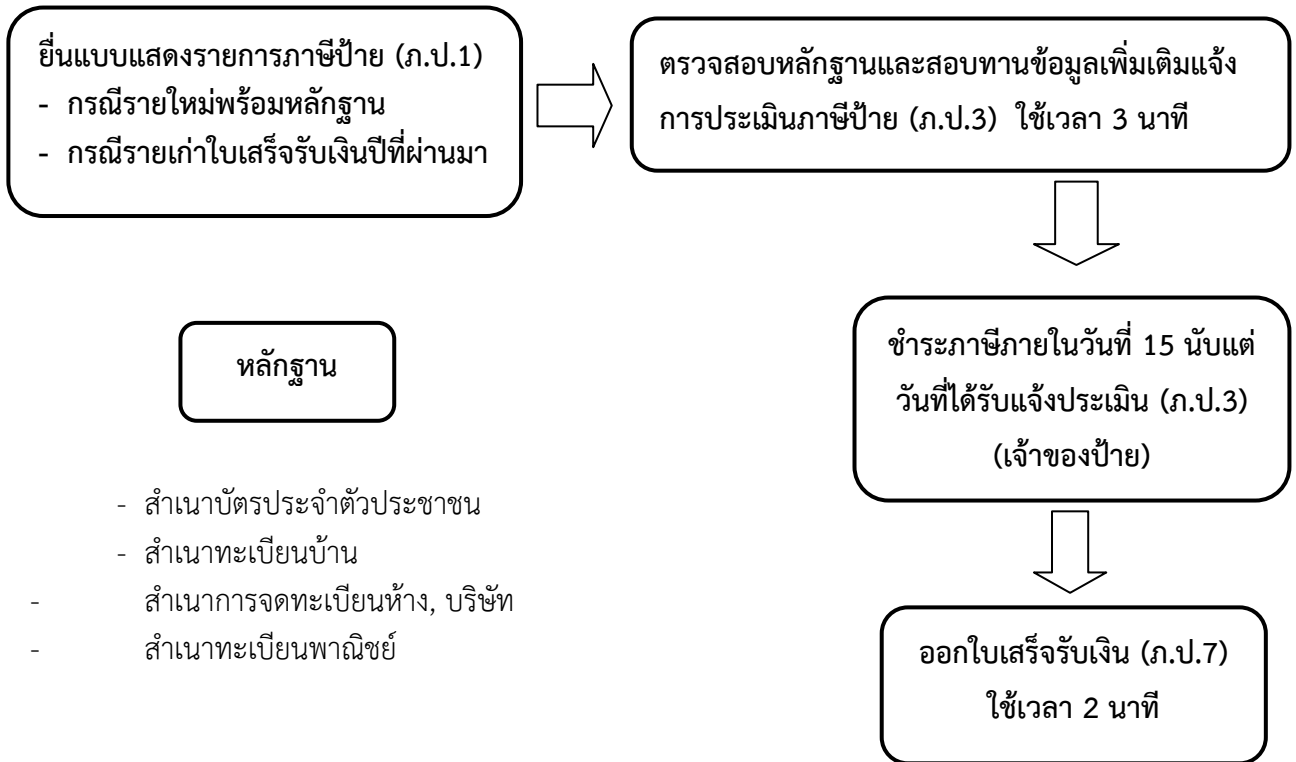 ยื่นแบบแสดงรายการภาษีป้าย (ภ.ป.1)
- กรณีรายใหม่พร้อมหลักฐาน
- กรณีรายเก่าใบเสร็จรับเงินปีที่ผ่านมา
ตรวจสอบหลักฐานและสอบทานข้อมูลเพิ่มเติมแจ้ง
การประเมินภาษีป้าย (ภ.ป.3) ใช้เวลา 3 นาที
ชำระภาษีภายในวันที่ 15 นับแต่
วันที่ได้รับแจ้งประเมิน (ภ.ป.3)
(เจ้าของป้าย)
ออกใบเสร็จรับเงิน (ภ.ป.7)
ใช้เวลา 2 นาที
หลักฐาน
- สำเนาบัตรประจำตัวประชาชน
- สำเนาทะเบียนบ้าน
- สำเนาการจดทะเบียนห้าง, บริษัท
- สำเนาทะเบียนพาณิชย์